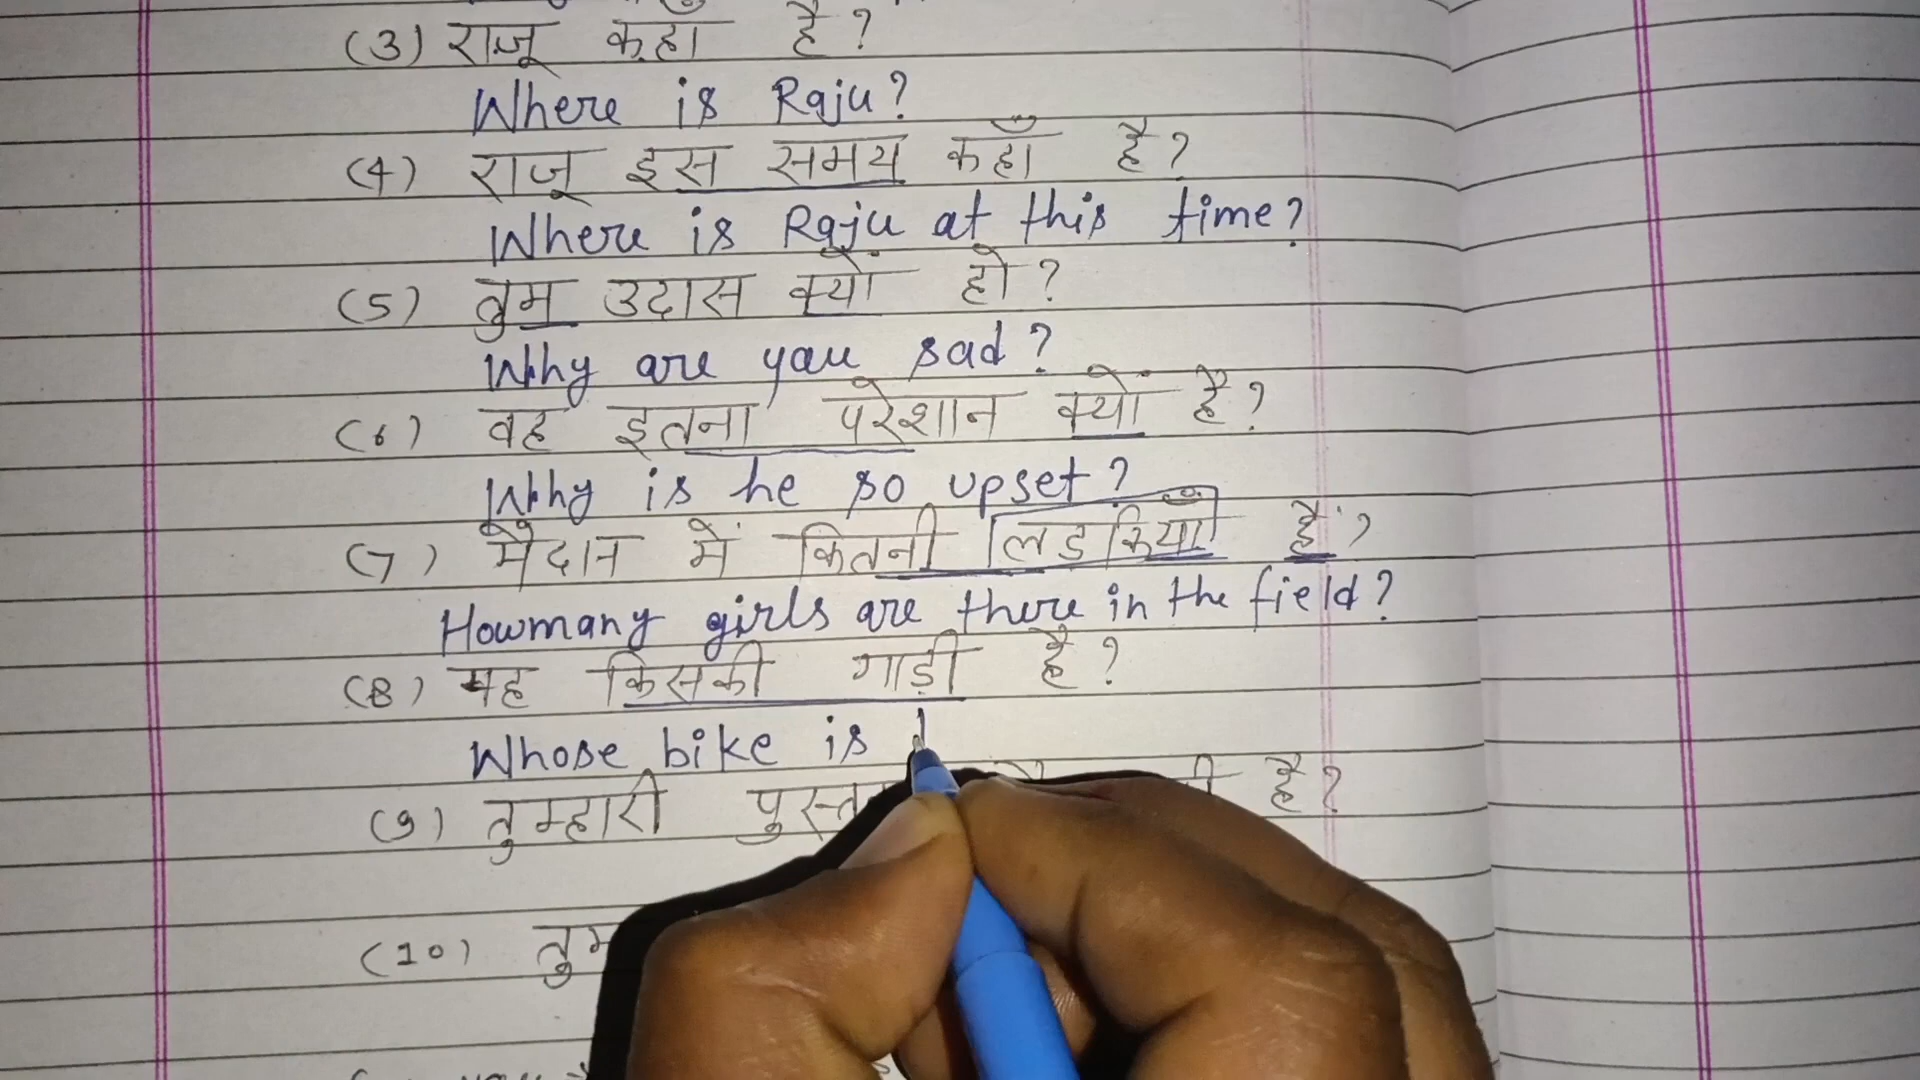 (3) राजू कहाँ है?
Where is Raju?
(4) राजू इस समय कहाँ है?
Where is Raju at this time?
(5) तुम उदास क्यों हो?
Why are you sad?
(6) वह इतना परेशान क्यों है?
Why is he so upset?
(7) मैदान में कितनी लडकियाँ हैं?
Howmany girls are there in the field?
(8) यह किसकी गाड़ी है?
Whose bike is
(9) तुम्हारी है?
(10)